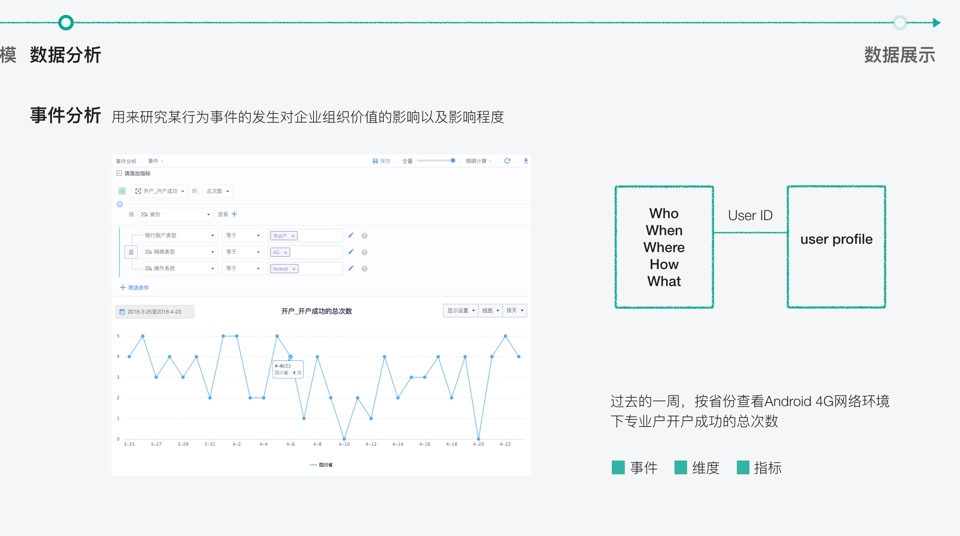 模 数据分析
数据展示
事件分析 用来研究某行为事件的发生对企业组织价值的影响以及影响程度
事件分析 事件
保存 全量 精确计算
请添加指标
A 开户_开户成功 的 总次数
按 省份 查看 +
银行账户类型 等于 专业户 ×
且 网络类型 等于 4G ×
操作系统 等于 Android ×
+ 筛选条件
2018-3-25至2018-4-23
开户_开户成功的总次数
显示设置 线图 按天
5
4
3
2
1
0
4-6(五)
四川省: 4 次
3-25 3-27 3-29 3-31 4-2 4-4 4-6 4-8 4-10 4-12 4-14 4-16 4-18 4-20 4-22
四川省
Who
When
Where
How
What
User ID
user profile
过去的一周，按省份查看Android 4G网络环境
下专业户开户成功的总次数
事件 维度 指标